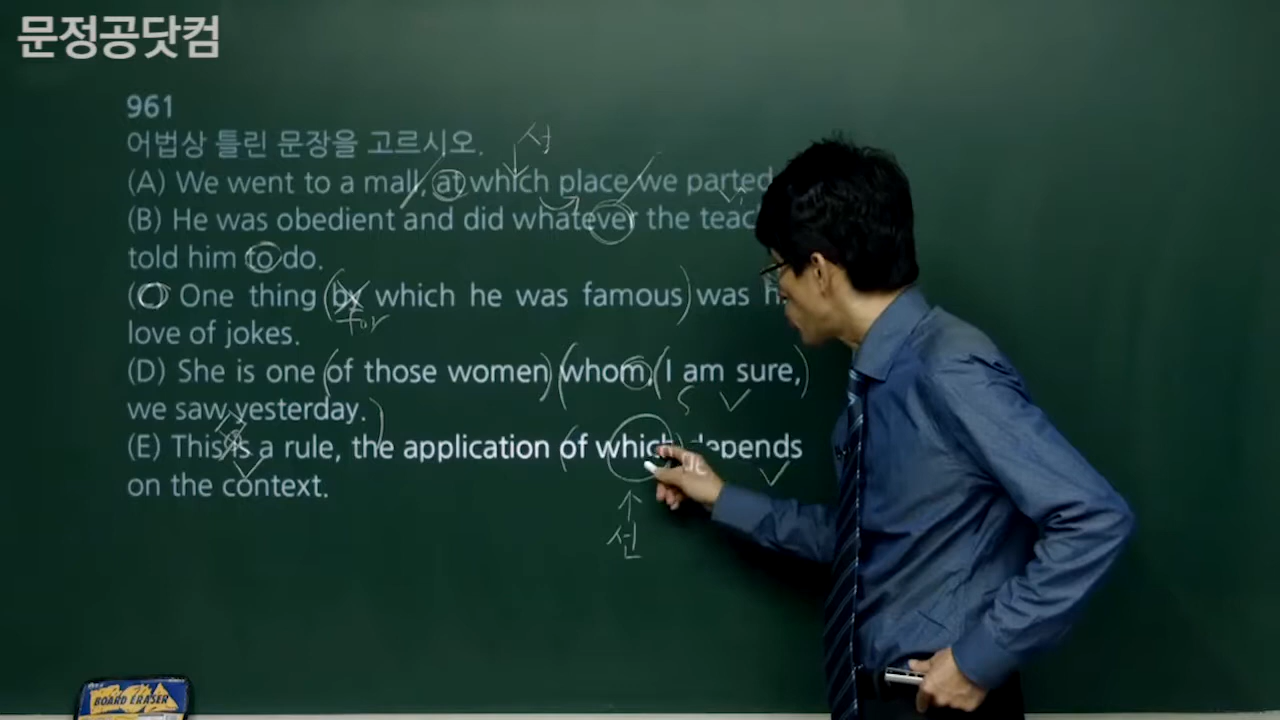 문정공닷컴
961
어법상 틀린 문장을 고르시오.
선
(A) We went to a mall, at which place we parted
(B) He was obedient and did whatever the
told him to do.
(C) One thing by which he was famous was
for
love of jokes.
(D) She is one of those women whom, I am sure,
S
we saw yesterday.
(E) This is a rule, the application of which depends
on the context.
선
BOARD ERASER